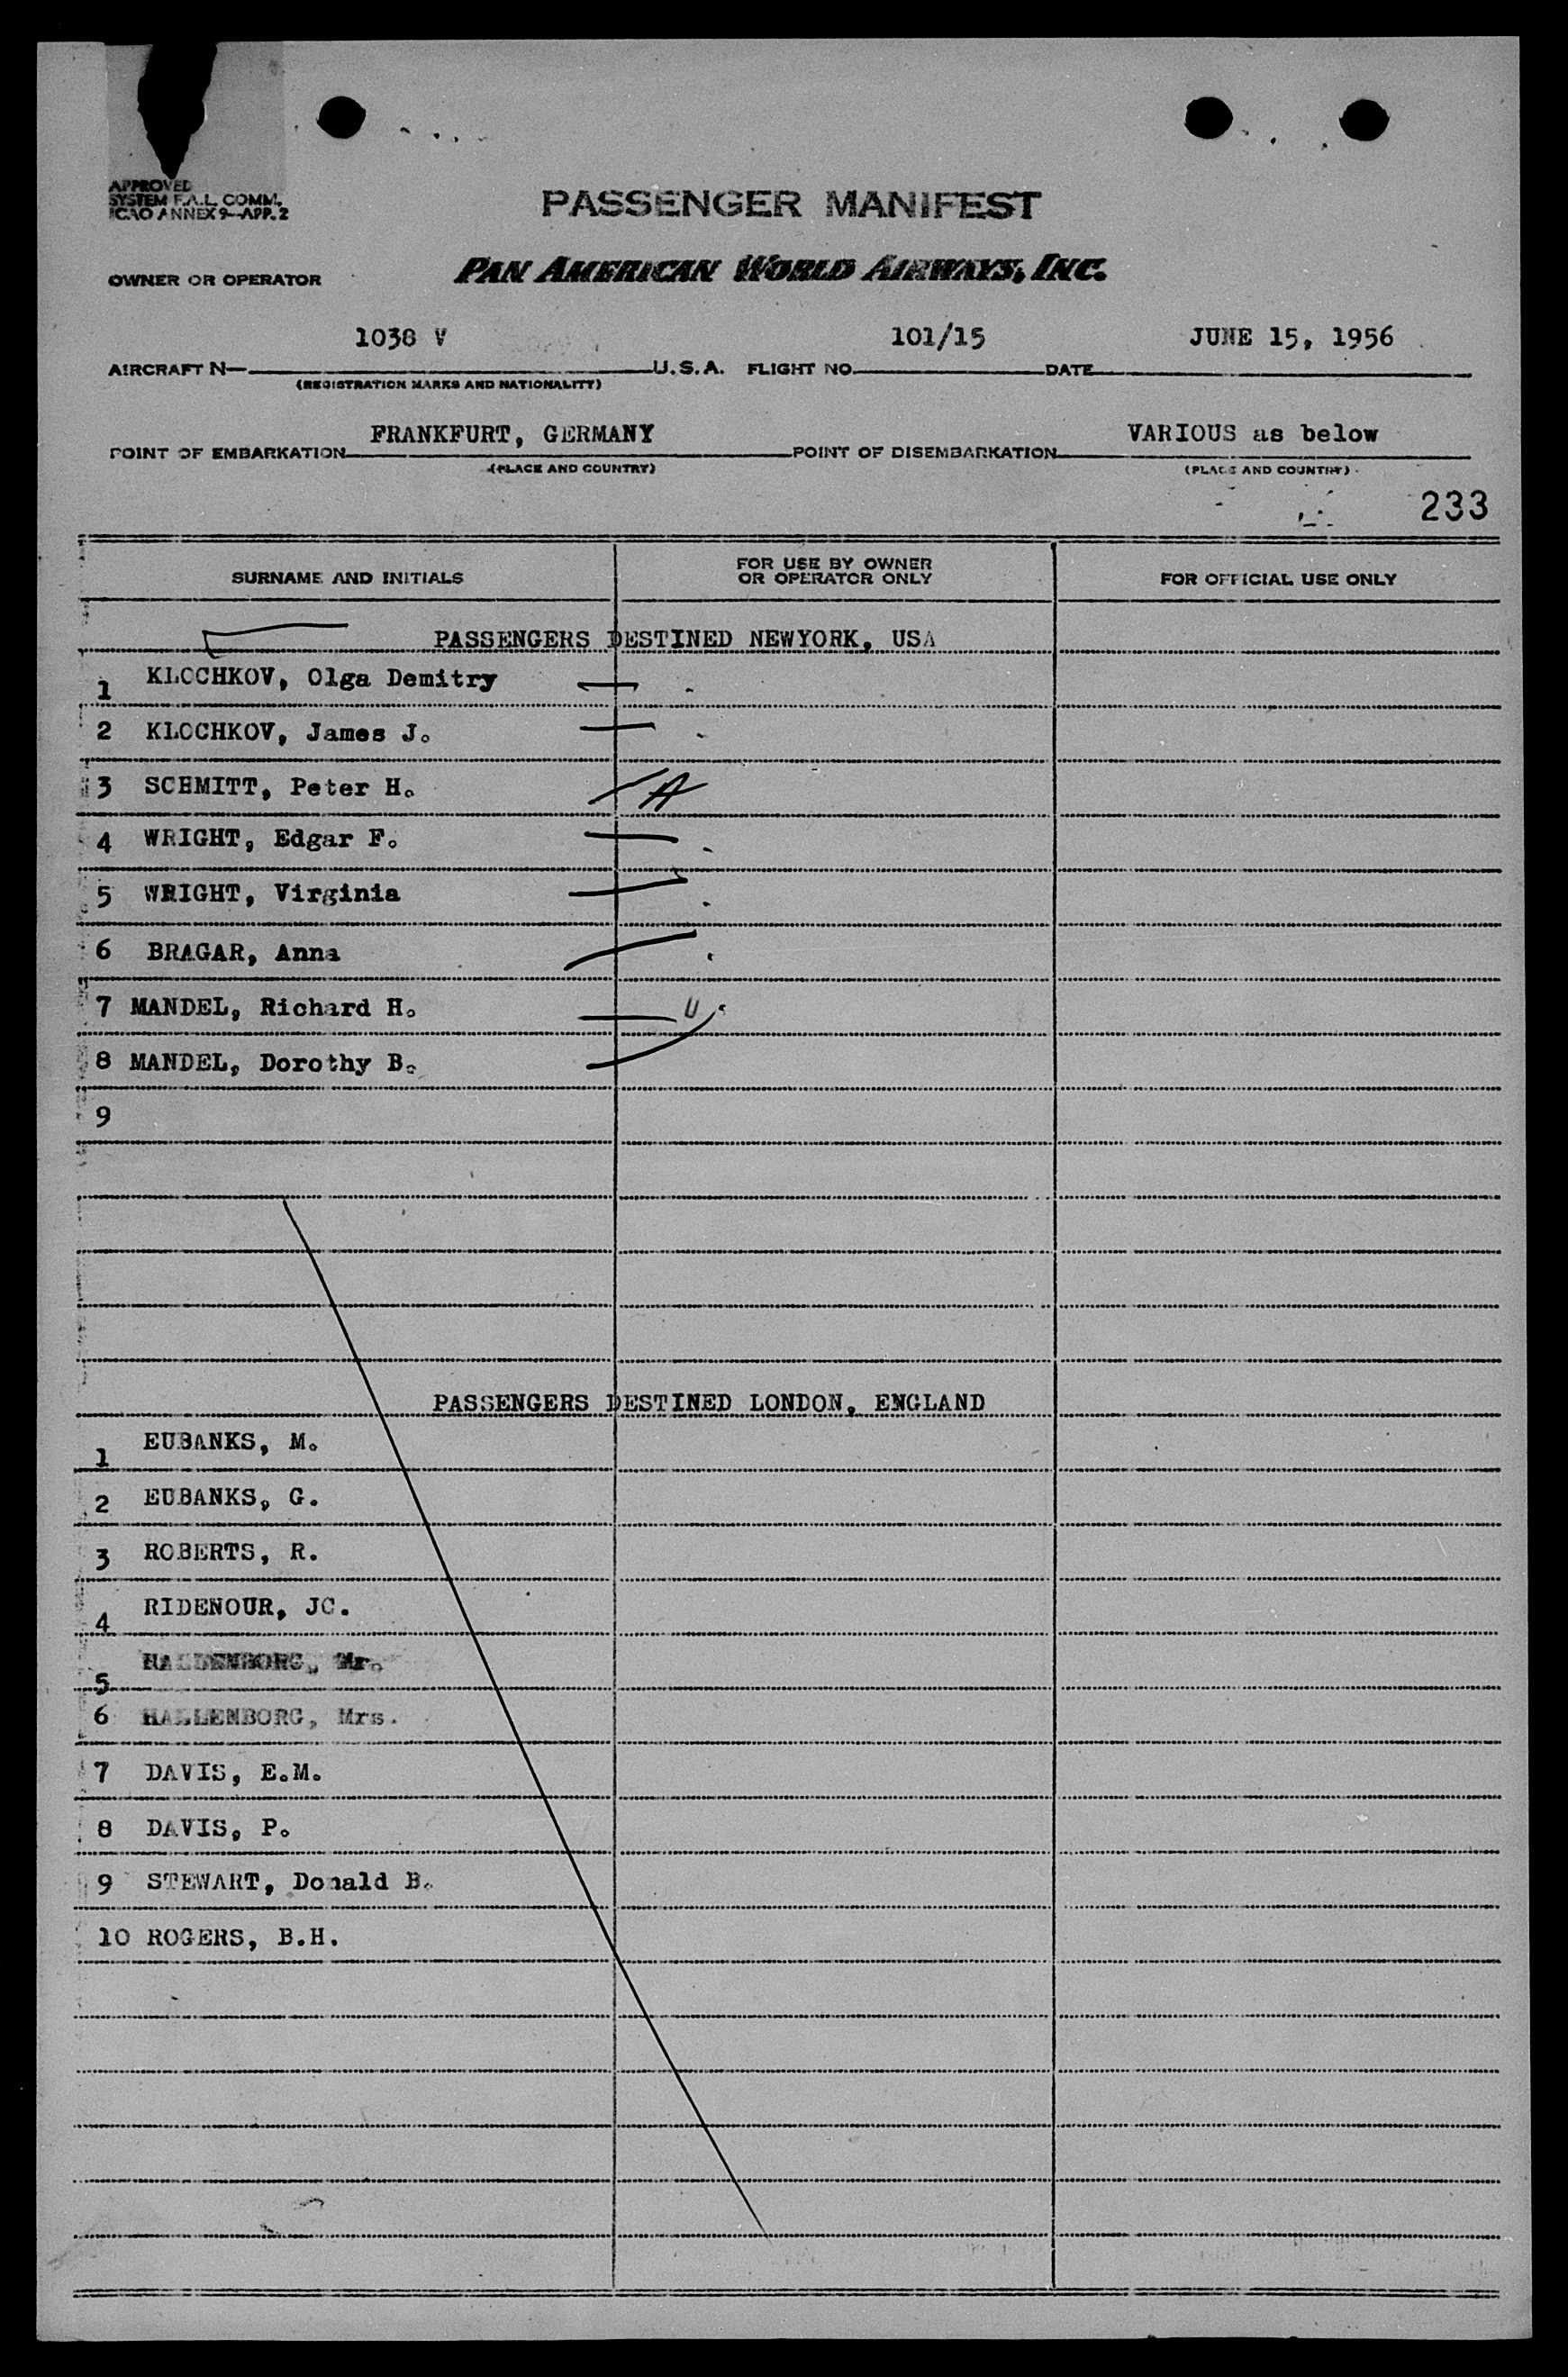 APPROVED
SYSTEM F.A.L. COMM.
ICAO ANNEX 9-APP. 2
PASSENGER MANIFEST
OWNER OR OPERATOR PAN AMERICAN WORLD AIRWAYS, INC.
1038 V 101/15 JUNE 15, 1956
AIRCRAFT N- U.S.A. FLIGHT NO. DATE
(REGISTRATION MARKS AND NATIONALITY)
FRANKFURT, GERMANY VARIOUS as below
POINT OF EMBARKATION POINT OF DISEMBARKATION
(PLACE AND COUNTRY) (PLACE AND COUNTRY)
233
SURNAME AND INITIALS FOR USE BY OWNER OR OPERATOR ONLY FOR OFFICIAL USE ONLY
PASSENGERS DESTINED NEWYORK, USA
1 KLOCHKOV, Olga Demitry
2 KLOCHKOV, James J.
3 SCHMITT, Peter H. A
4 WRIGHT, Edgar F.
5 WRIGHT, Virginia
6 BRAGAR, Anna
7 MANDEL, Richard H. U
8 MANDEL, Dorothy B.
9
PASSENGERS DESTINED LONDON, ENGLAND
1 EUBANKS, M.
2 EUBANKS, G.
3 ROBERTS, R.
4 RIDENOUR, JC.
5 Mr.
6 HALLENBORG, Mrs.
7 DAVIS, E.M.
8 DAVIS, P.
9 STEWART, Donald B.
10 ROGERS, B.H.